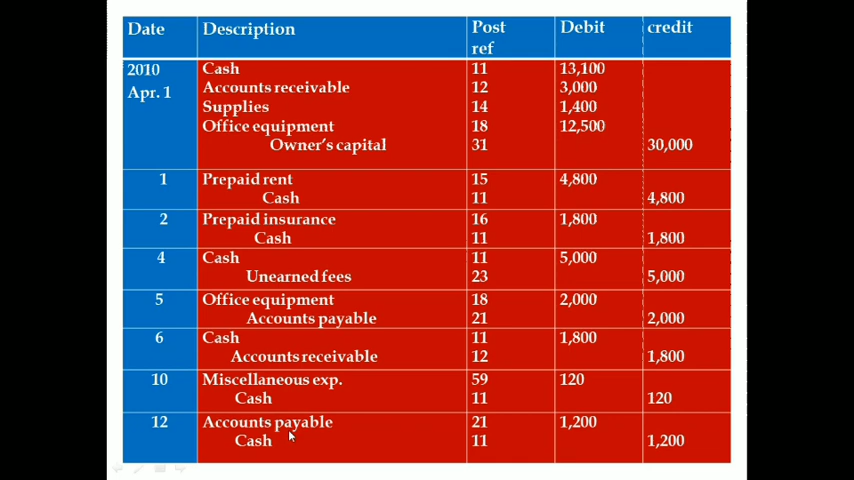 Date Description Post ref Debit credit
2010 Cash 11 13,100
Apr. 1 Accounts receivable 12 3,000
Supplies 14 1,400
Office equipment 18 12,500
Owner's capital 31 30,000
1 Prepaid rent 15 4,800
Cash 11 4,800
2 Prepaid insurance 16 1,800
Cash 11 1,800
4 Cash 11 5,000
Unearned fees 23 5,000
5 Office equipment 18 2,000
Accounts payable 21 2,000
6 Cash 11 1,800
Accounts receivable 12 1,800
10 Miscellaneous exp. 59 120
Cash 11 120
12 Accounts payable 21 1,200
Cash 11 1,200